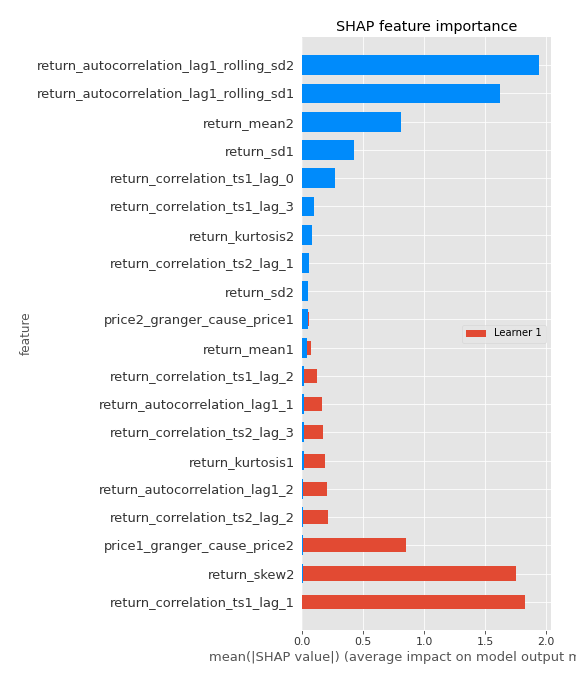 SHAP feature importance
return_autocorrelation_lag1_rolling_sd2
return_autocorrelation_lag1_rolling_sd1
return_mean2
return_sd1
return_correlation_ts1_lag_0
return_correlation_ts1_lag_3
return_kurtosis2
return_correlation_ts2_lag_1
return_sd2
price2_granger_cause_price1
return_mean1
return_correlation_ts1_lag_2
return_autocorrelation_lag1_1
return_correlation_ts2_lag_3
return_kurtosis1
return_autocorrelation_lag1_2
return_correlation_ts2_lag_2
price1_granger_cause_price2
return_skew2
return_correlation_ts1_lag_1
feature
Learner 1
0.0 0.5 1.0 1.5 2.0
mean(|SHAP value|) (average impact on model output m